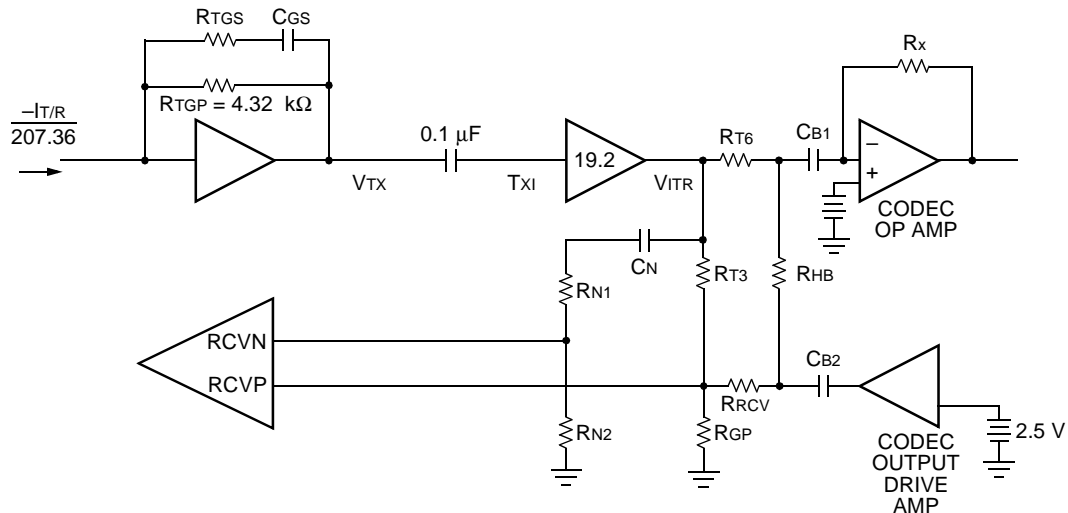 RTGS
CGS
RTGP = 4.32 kΩ
–IT/R
207.36
VTX
0.1 µF
TXI
19.2
VITR
RT6
CB1
RX
–
+
CODEC
OP AMP
CN
RN1
RT3
RHB
RCVN
RCVP
RN2
RRCV
RGP
CB2
2.5 V
CODEC
OUTPUT
DRIVE
AMP